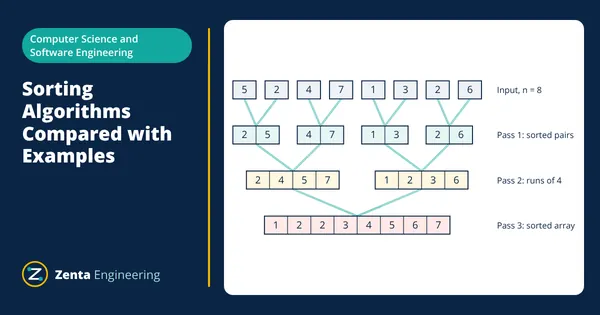 Computer Science and
Software Engineering
Sorting
Algorithms
Compared with
Examples
Zenta Engineering
5 2 4 7 1 3 2 6 Input, n = 8
2 5 4 7 1 3 2 6 Pass 1: sorted pairs
2 4 5 7 1 2 3 6 Pass 2: runs of 4
1 2 2 3 4 5 6 7 Pass 3: sorted array